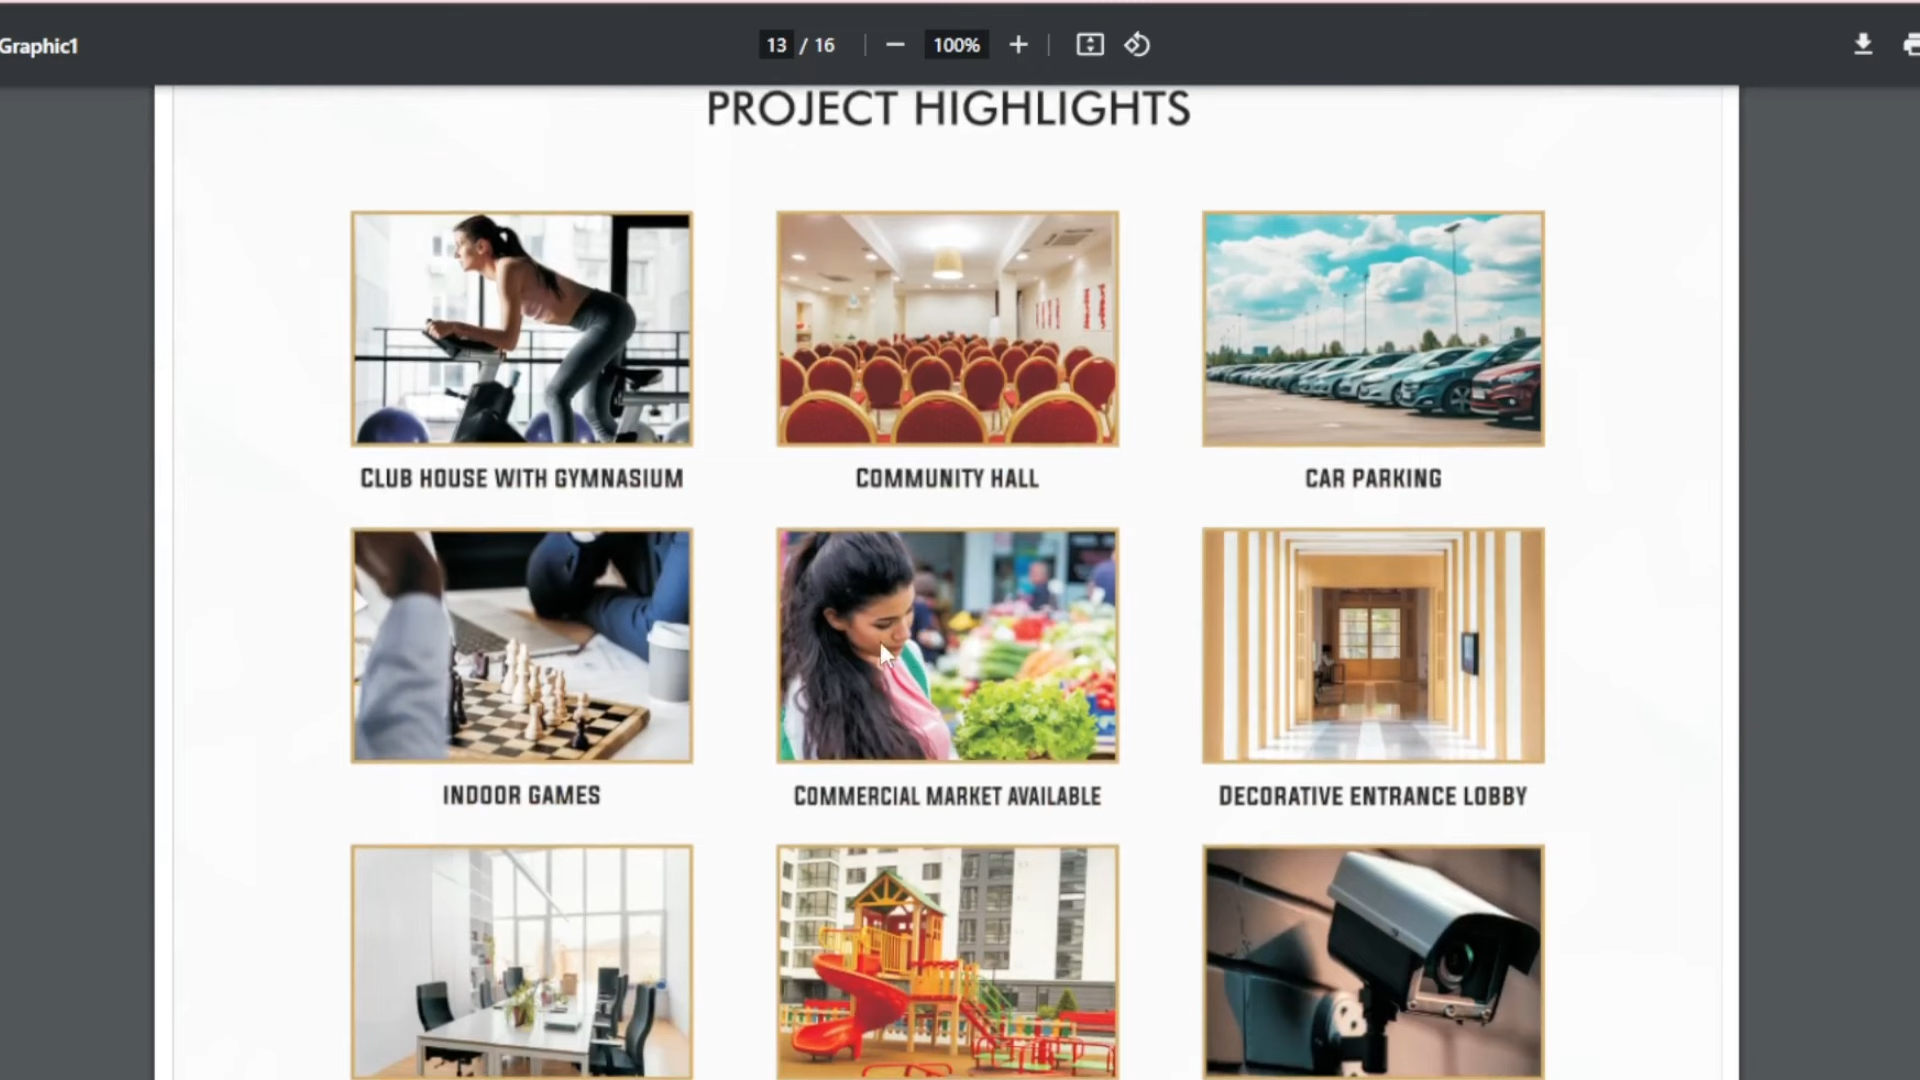 Graphic1
13 / 16
100%
PROJECT HIGHLIGHTS
CLUB HOUSE WITH GYMNASIUM
COMMUNITY HALL
CAR PARKING
INDOOR GAMES
COMMERCIAL MARKET AVAILABLE
DECORATIVE ENTRANCE LOBBY